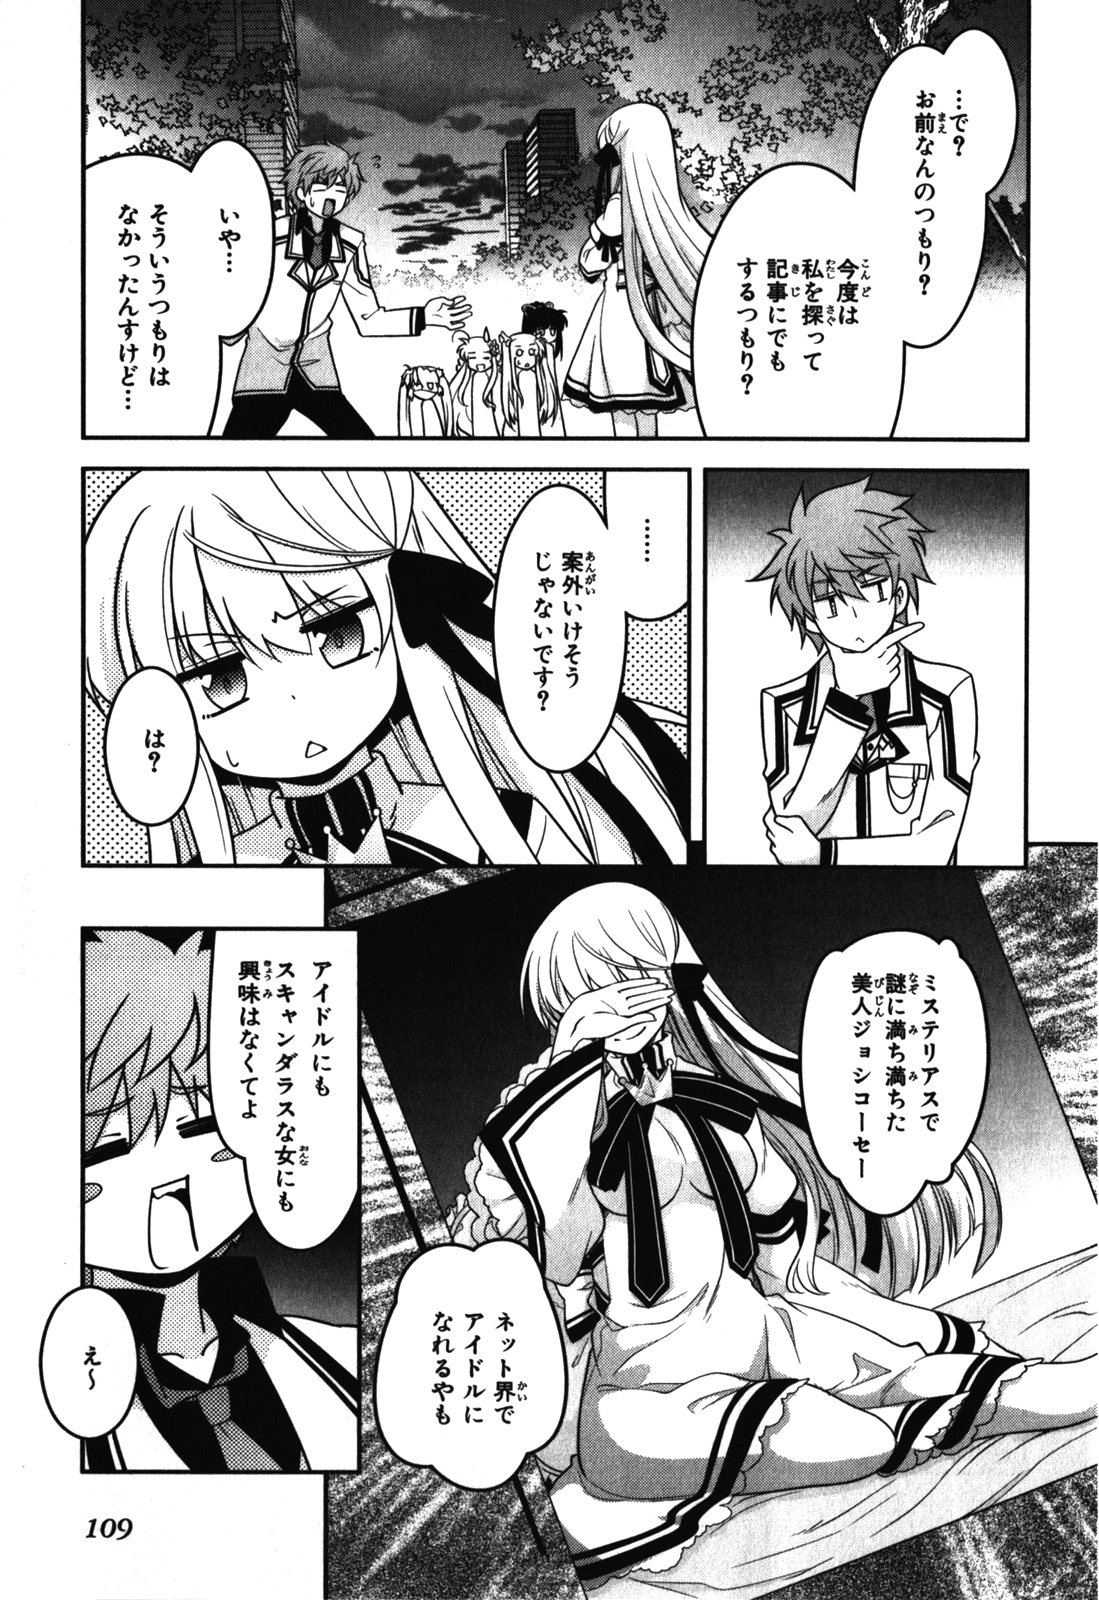 …で？
お前なんのつもり？
今度は
私を探って
記事にでも
するつもり？
いや…
そういうつもりは
なかったんすけど…
……
案外いけそう
じゃないです？
は？
ミステリアスで
謎に満ち満ちた
美人ジョシコーセー
ネット界で
アイドルに
なれるやも
アイドルにも
スキャンダラスな女にも
興味はなくてよ
え～
109